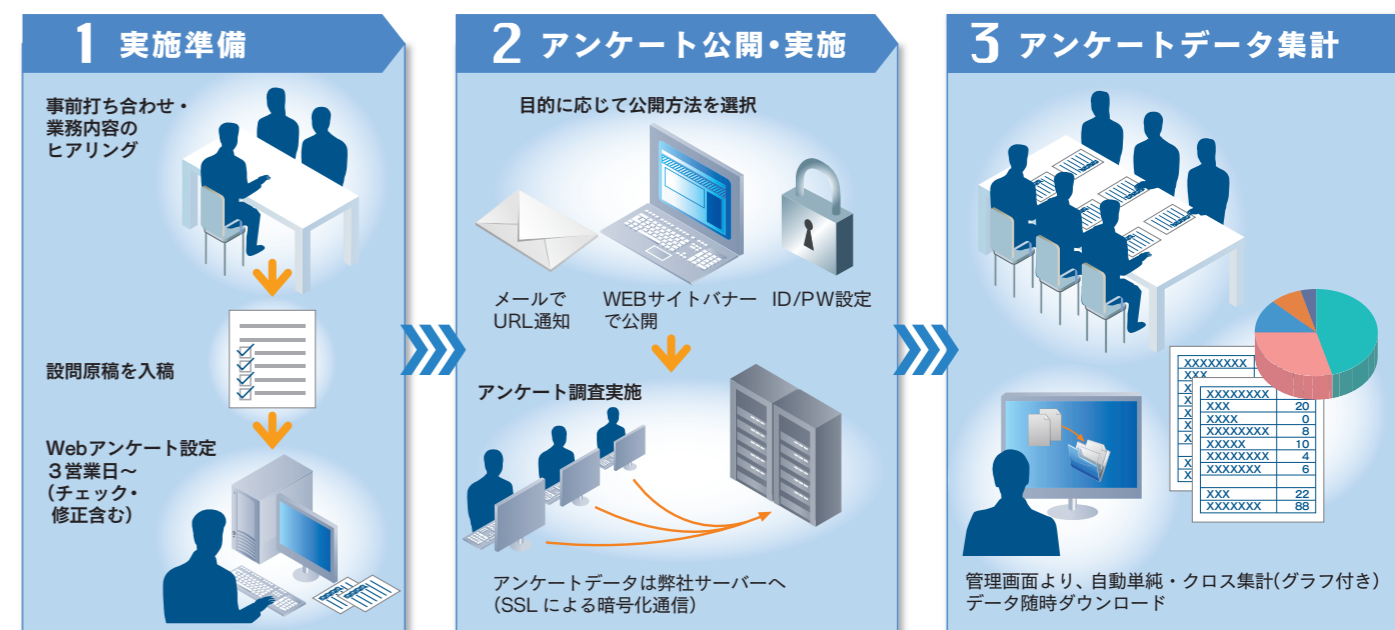 1 実施準備
事前打ち合わせ・
業務内容の
ヒアリング
設問原稿を入稿
Webアンケート設定
３営業日～
(チェック・
修正含む)
2 アンケート公開・実施
目的に応じて公開方法を選択
メールで
URL通知
WEBサイトバナー
で公開
ID/PW設定
アンケート調査実施
アンケートデータは弊社サーバーへ
(SSL による暗号化通信)
3 アンケートデータ集計
XXXXXXXX
XXX
XXXXXXXX
XXX 20
XXXX 0
XXXXXXXX 8
XXXXX 10
XXXXXXXX 4
XXXXXXX 6
XXX 22
XXXXXXX 88
管理画面より、自動単純・クロス集計(グラフ付き)
データ随時ダウンロード